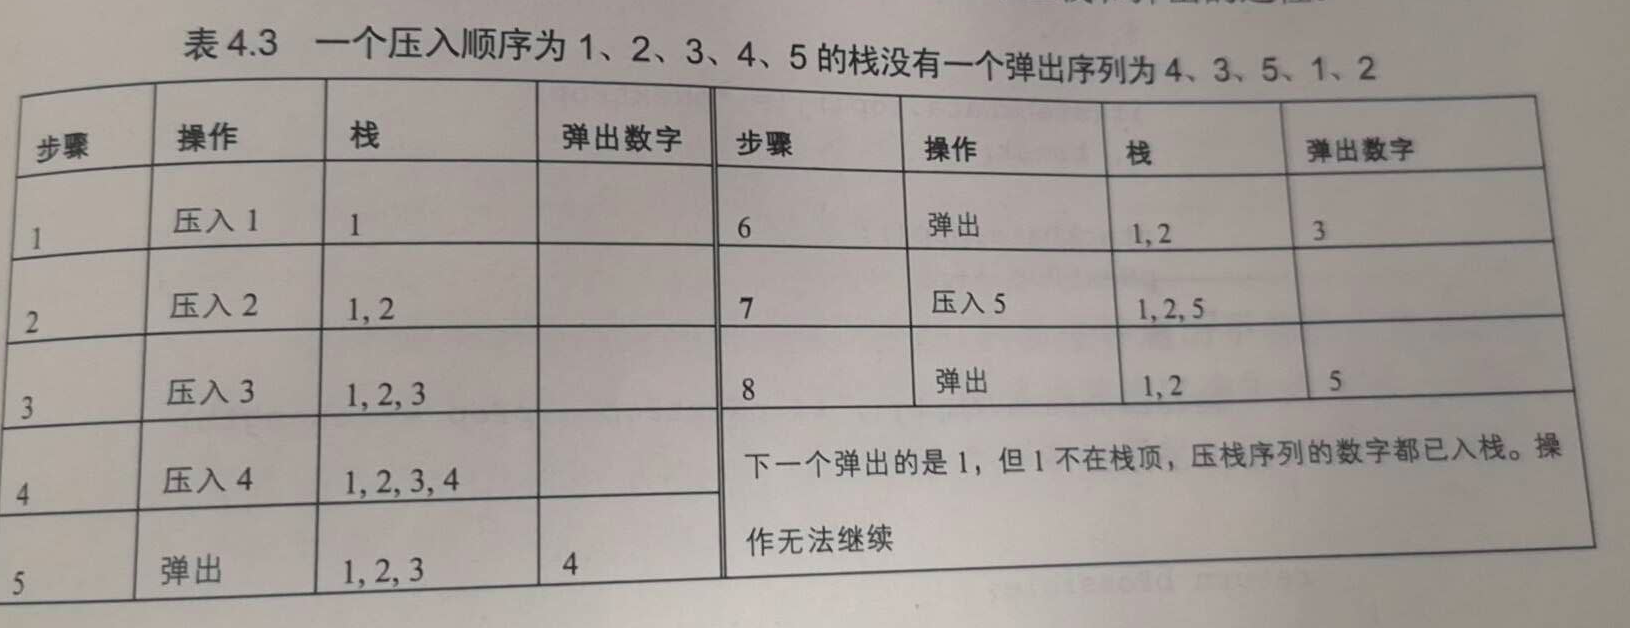 表4.3 一个压入顺序为1、2、3、4、5的栈没有一个弹出序列为4、3、5、1、2
步骤 操作 栈 弹出数字 步骤 操作 栈 弹出数字
1 压入1 1 6 弹出 1, 2 3
2 压入2 1, 2 7 压入5 1, 2, 5
3 压入3 1, 2, 3 8 弹出 1, 2 5
4 压入4 1, 2, 3, 4 下一个弹出的是1，但1不在栈顶，压栈序列的数字都已入栈。操
5 弹出 1, 2, 3 4 作无法继续